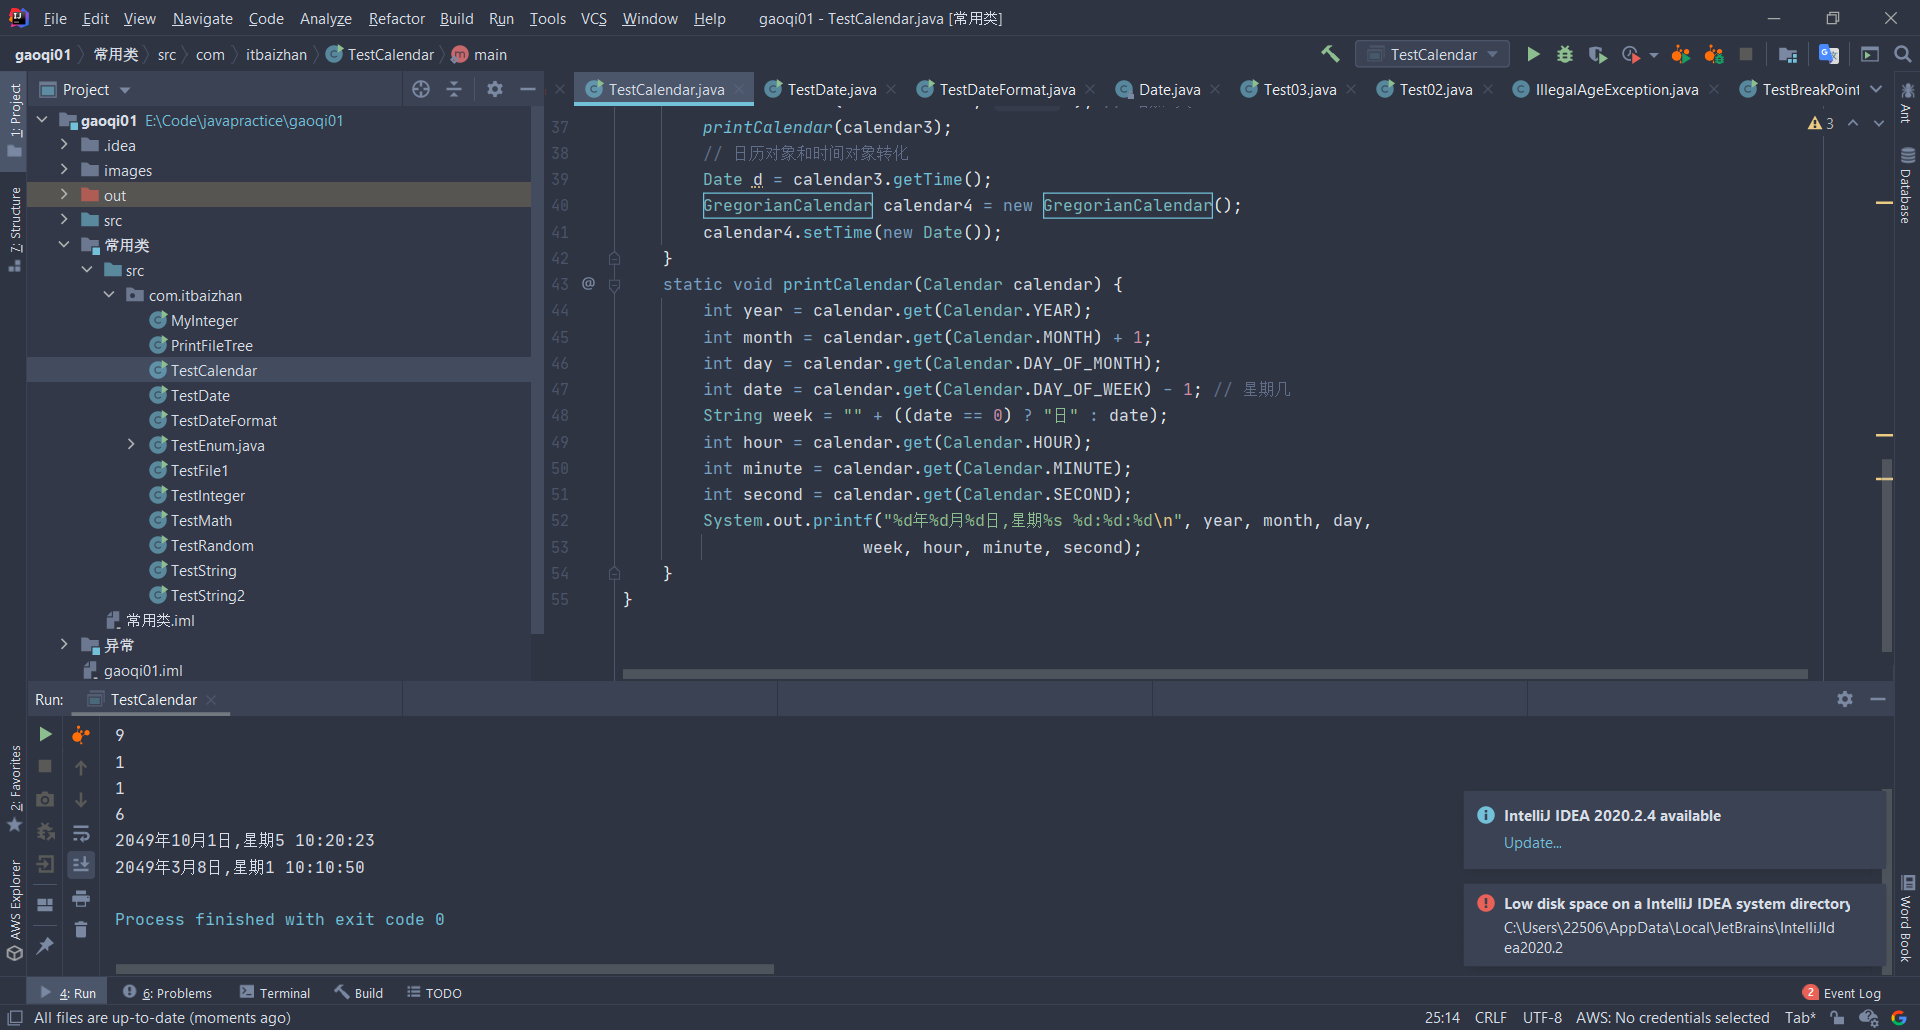 File Edit View Navigate Code Analyze Refactor Build Run Tools VCS Window Help gaoqi01 - TestCalendar.java [常用类]
gaoqi01 常用类 src com itbaizhan TestCalendar main
TestCalendar
Project
TestCalendar.java TestDate.java TestDateFormat.java Date.java Test03.java Test02.java IllegalAgeException.java TestBreakPoint
1: Project
7: Structure
2: Favorites
AWS Explorer
gaoqi01 E:\Code\javapractice\gaoqi01
.idea
images
out
src
常用类
src
com.itbaizhan
MyInteger
PrintFileTree
TestCalendar
TestDate
TestDateFormat
TestEnum.java
TestFile1
TestInteger
TestMath
TestRandom
TestString
TestString2
常用类.iml
异常
gaoqi01.iml
3
37 printCalendar(calendar3);
38 // 日历对象和时间对象转化
39 Date d = calendar3.getTime();
40 GregorianCalendar calendar4 = new GregorianCalendar();
41 calendar4.setTime(new Date());
42 }
43 @ static void printCalendar(Calendar calendar) {
44 int year = calendar.get(Calendar.YEAR);
45 int month = calendar.get(Calendar.MONTH) + 1;
46 int day = calendar.get(Calendar.DAY_OF_MONTH);
47 int date = calendar.get(Calendar.DAY_OF_WEEK) - 1; // 星期几
48 String week = "" + ((date == 0) ? "日" : date);
49 int hour = calendar.get(Calendar.HOUR);
50 int minute = calendar.get(Calendar.MINUTE);
51 int second = calendar.get(Calendar.SECOND);
52 System.out.printf("%d年%d月%d日,星期%s %d:%d:%d\n", year, month, day,
53 week, hour, minute, second);
54 }
55 }
Ant
Database
Word Book
Run: TestCalendar
9
1
1
6
2049年10月1日,星期5 10:20:23
2049年3月8日,星期1 10:10:50
Process finished with exit code 0
IntelliJ IDEA 2020.2.4 available
Update...
Low disk space on a IntelliJ IDEA system directory
C:\Users\22506\AppData\Local\JetBrains\IntelliJId
ea2020.2
4: Run 6: Problems Terminal Build TODO 2 Event Log
All files are up-to-date (moments ago) 25:14 CRLF UTF-8 AWS: No credentials selected Tab*